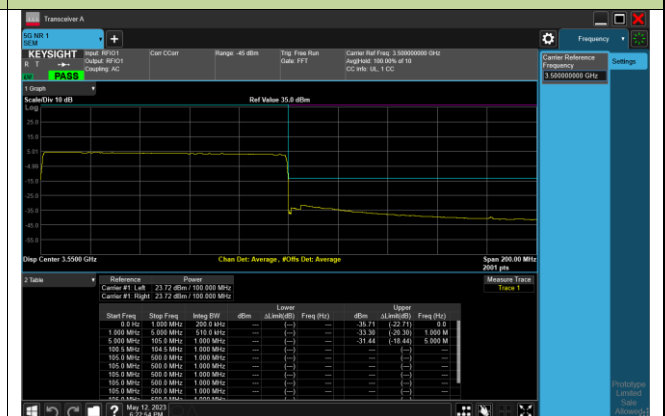 Transceiver A
5G NR 1
SEM
Frequency
KEYSIGHT
R T
PASS
Input: RFIO1
Output: RFIO1
Coupling: AC
Corr CCorr
Range: -40 dBm
Trig: Free Run
Gate: FFT
Carrier Ref Freq: 3.500000000 GHz
Avg|Hold: 100.00% of 10
CC Info: UL, 1 CC
Carrier Reference
Frequency
3.500000000 GHz
Settings
1 Graph
Scale/Div 10 dB
Ref Value 35.0 dBm
Log
25.0
15.0
5.01
-4.99
-15.0
-25.0
-35.0
-45.0
-55.0
Disp Center 3.5500 GHz
Chan Det: Average, #Offs Det: Average
Span 200.00 MHz
2001 pts
2 Table
Reference Power
Carrier #1: Left 23.72 dBm / 100.000 MHz
Carrier #1: Right 23.72 dBm / 100.000 MHz
Measure Trace
Trace 1
Lower Upper
Start Freq Stop Freq Integ BW dBm ΔLimit(dB) Freq (Hz) dBm ΔLimit(dB) Freq (Hz)
0.0 Hz 1.000 MHz 200.0 kHz --- (---) --- -35.71 (-22.71) 0.0
1.000 MHz 5.000 MHz 510.0 kHz --- (---) --- -33.30 (-20.30) 1.000 M
5.000 MHz 105.0 MHz 1.000 MHz --- (---) --- -31.44 (-18.44) 5.000 M
100.5 MHz 104.5 MHz 1.000 MHz --- (---) --- --- (---) ---
105.0 MHz 500.0 MHz 1.000 MHz --- (---) --- --- (---) ---
105.0 MHz 500.0 MHz 1.000 MHz --- (---) --- --- (---) ---
105.0 MHz 500.0 MHz 1.000 MHz --- (---) --- --- (---) ---
105.0 MHz 500.0 MHz 1.000 MHz --- (---) --- --- (---) ---
105.0 MHz 500.0 MHz 1.000 MHz --- (---) --- --- (---) ---
Prototype
Limited
Sale
Allowed
?
May 12, 2023
6:22:54 PM